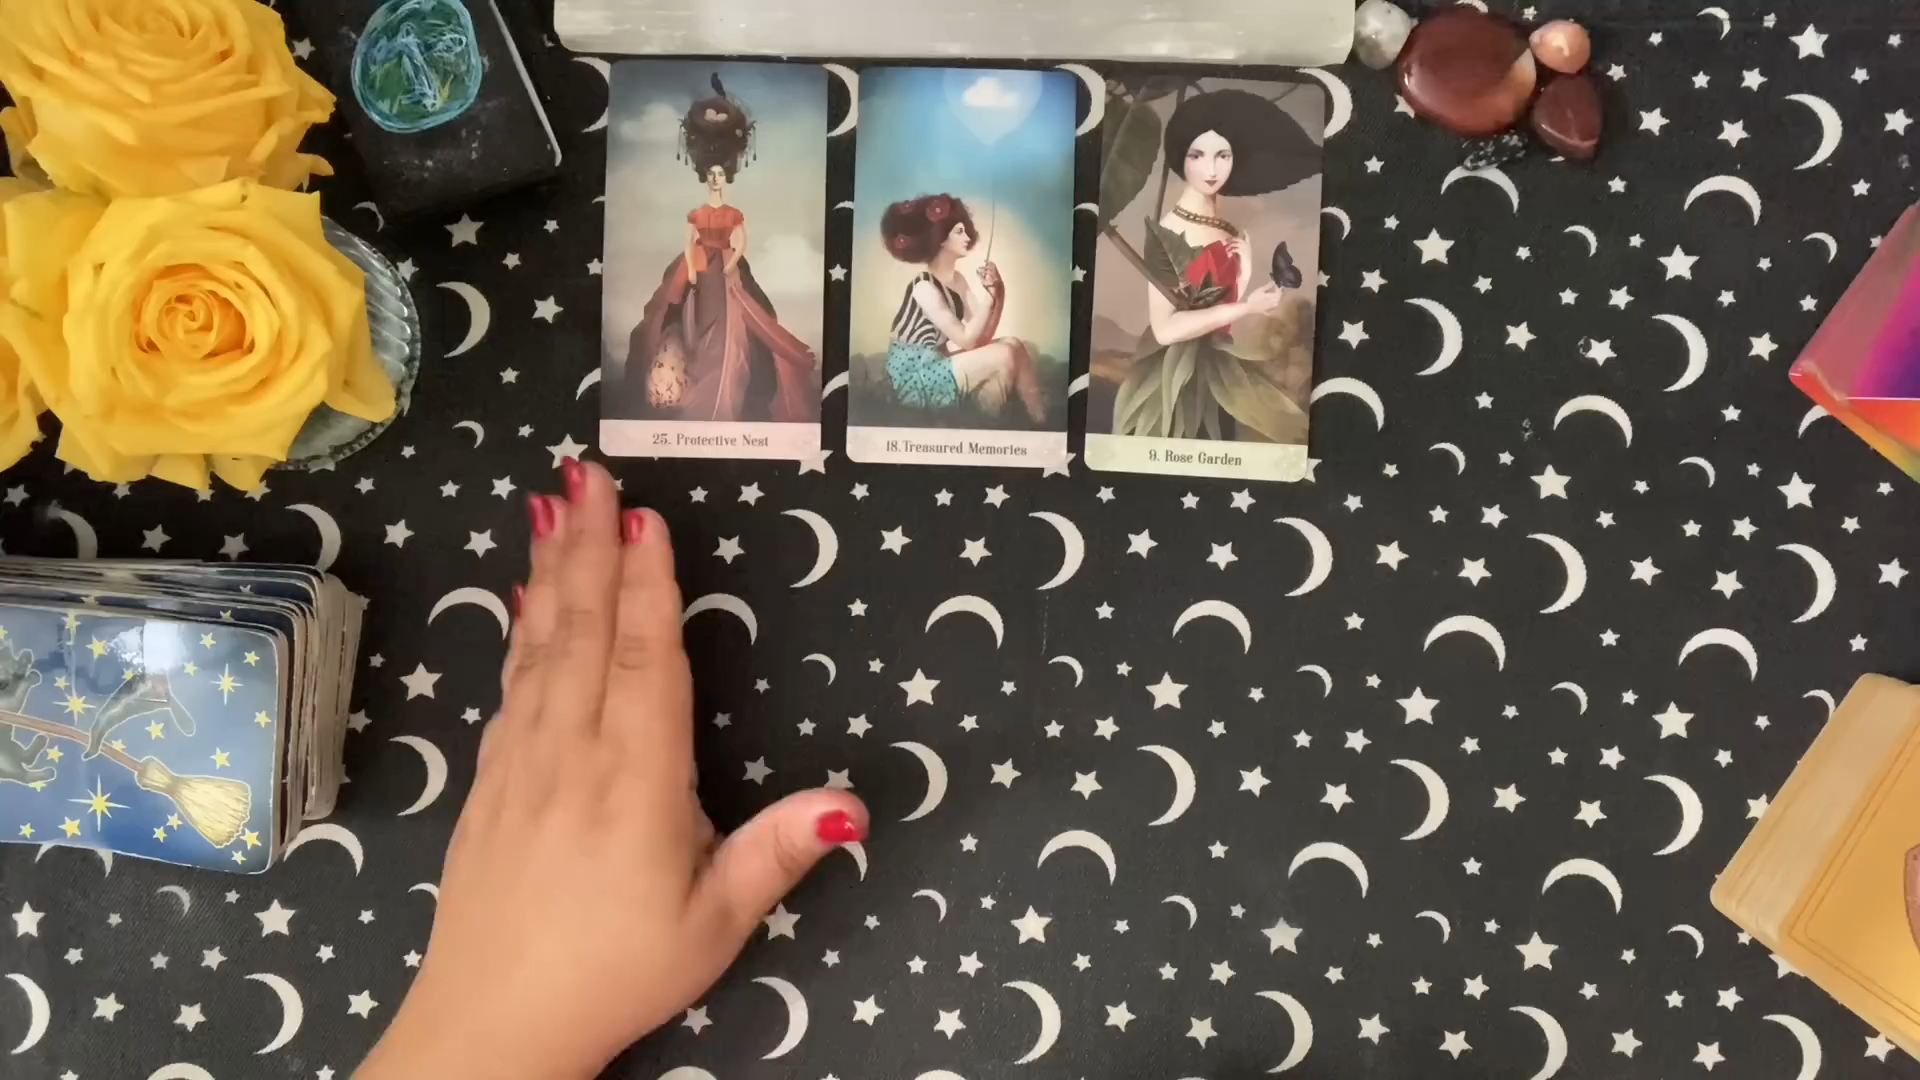 25. Protective Nest
18. Treasured Memories
9. Rose Garden